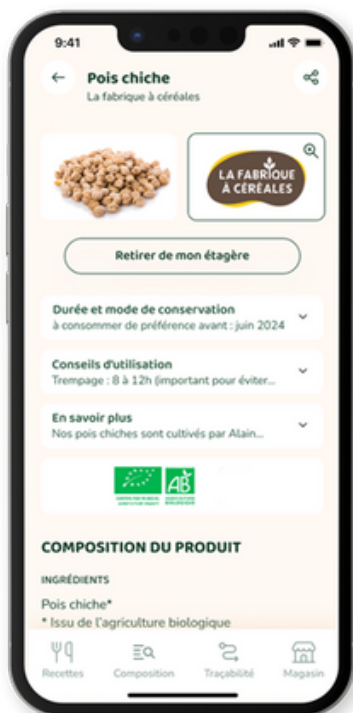 9:41
Pois chiche
La fabrique à céréales
LA FABRIQUE
À CÉRÉALES
Retirer de mon étagère
Durée et mode de conservation
à consommer de préférence avant : juin 2024
Conseils d'utilisation
Trempage : 8 à 12h (important pour éviter...
En savoir plus
Nos pois chiches sont cultivés par Alain...
AB
COMPOSITION DU PRODUIT
INGRÉDIENTS
Pois chiche*
* Issu de l'agriculture biologique
Recettes Composition Traçabilité Magasin